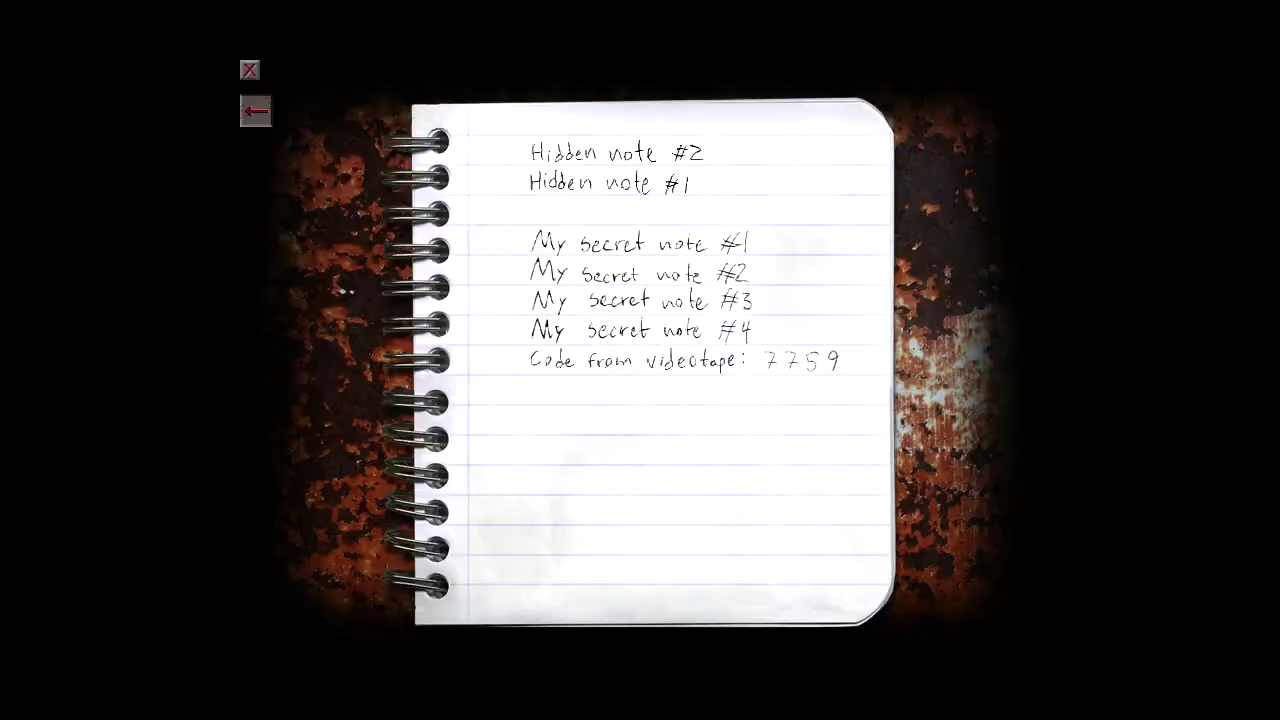 Hidden note #2
Hidden note #1
My secret note #1
My secret note #2
My secret note #3
My secret note #4
Code from videotape: 7759